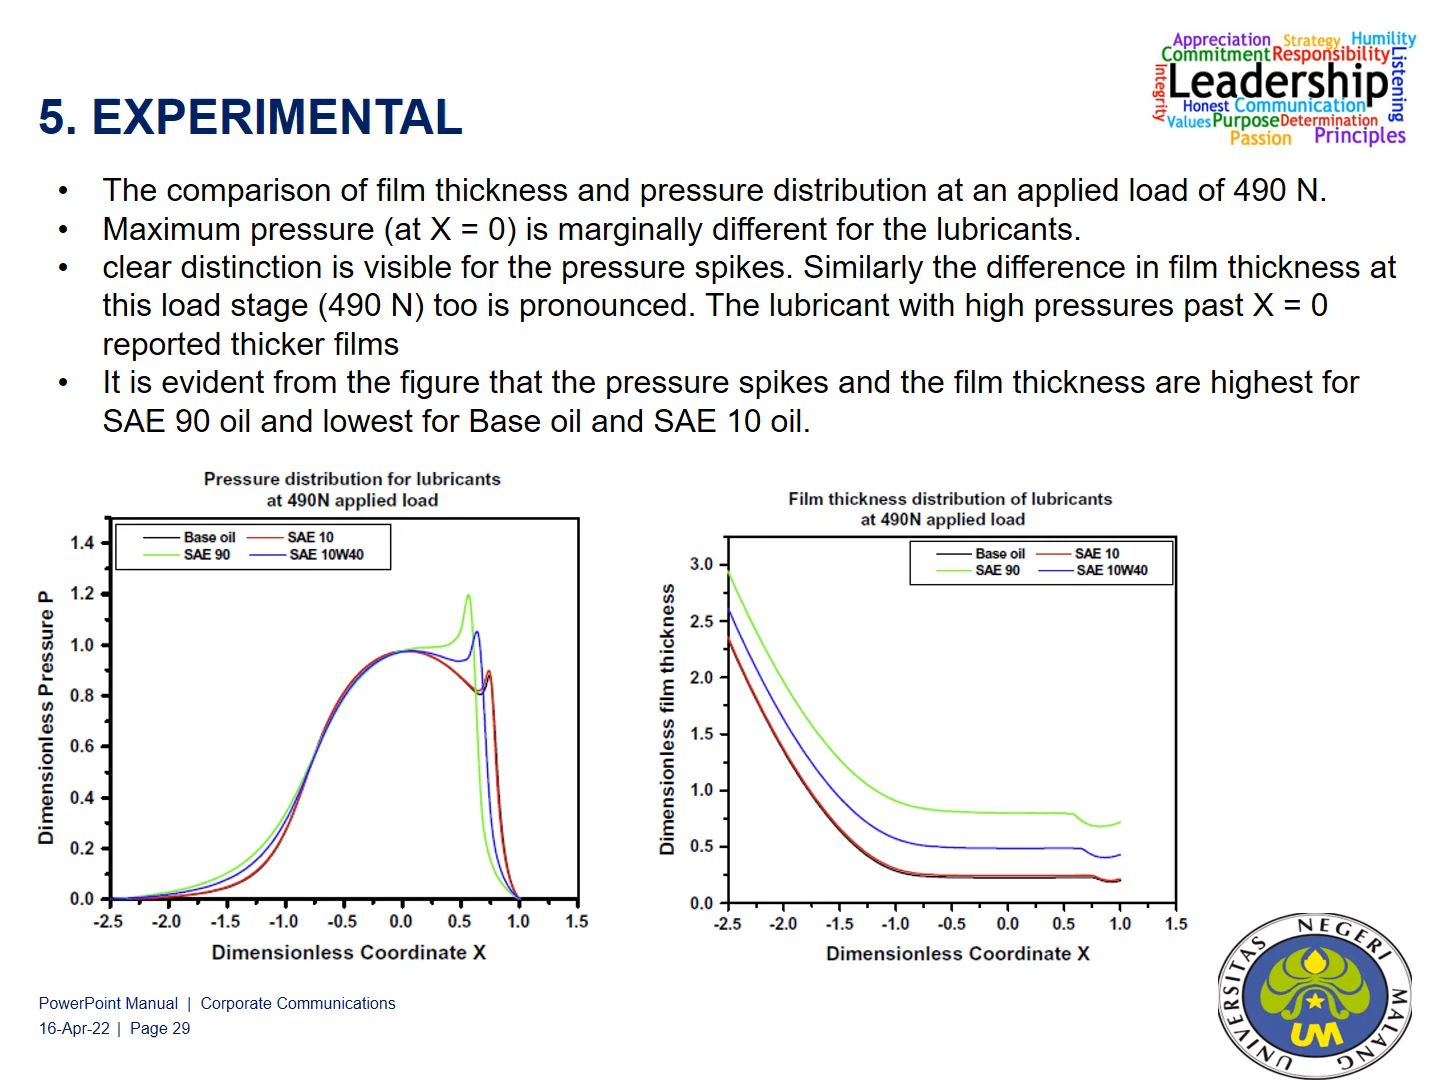 Appreciation Strategy Humility
Commitment Responsibility
Integrity
Leadership
Listening
Honest Communication
Values Purpose Determination
Passion Principles
5. EXPERIMENTAL
• The comparison of film thickness and pressure distribution at an applied load of 490 N.
• Maximum pressure (at X = 0) is marginally different for the lubricants.
• clear distinction is visible for the pressure spikes. Similarly the difference in film thickness at
this load stage (490 N) too is pronounced. The lubricant with high pressures past X = 0
reported thicker films
• It is evident from the figure that the pressure spikes and the film thickness are highest for
SAE 90 oil and lowest for Base oil and SAE 10 oil.
Pressure distribution for lubricants
at 490N applied load
Base oil SAE 10
SAE 90 SAE 10W40
1.4
1.2
1.0
0.8
0.6
0.4
0.2
0.0
Dimensionless Pressure P
-2.5 -2.0 -1.5 -1.0 -0.5 0.0 0.5 1.0 1.5
Dimensionless Coordinate X
Film thickness distribution of lubricants
at 490N applied load
Base oil SAE 10
SAE 90 SAE 10W40
3.0
2.5
2.0
1.5
1.0
0.5
0.0
Dimensionless film thickness
-2.5 -2.0 -1.5 -1.0 -0.5 0.0 0.5 1.0 1.5
Dimensionless Coordinate X
PowerPoint Manual | Corporate Communications
16-Apr-22 | Page 29
UNIVERSITAS NEGERI MALANG
UM